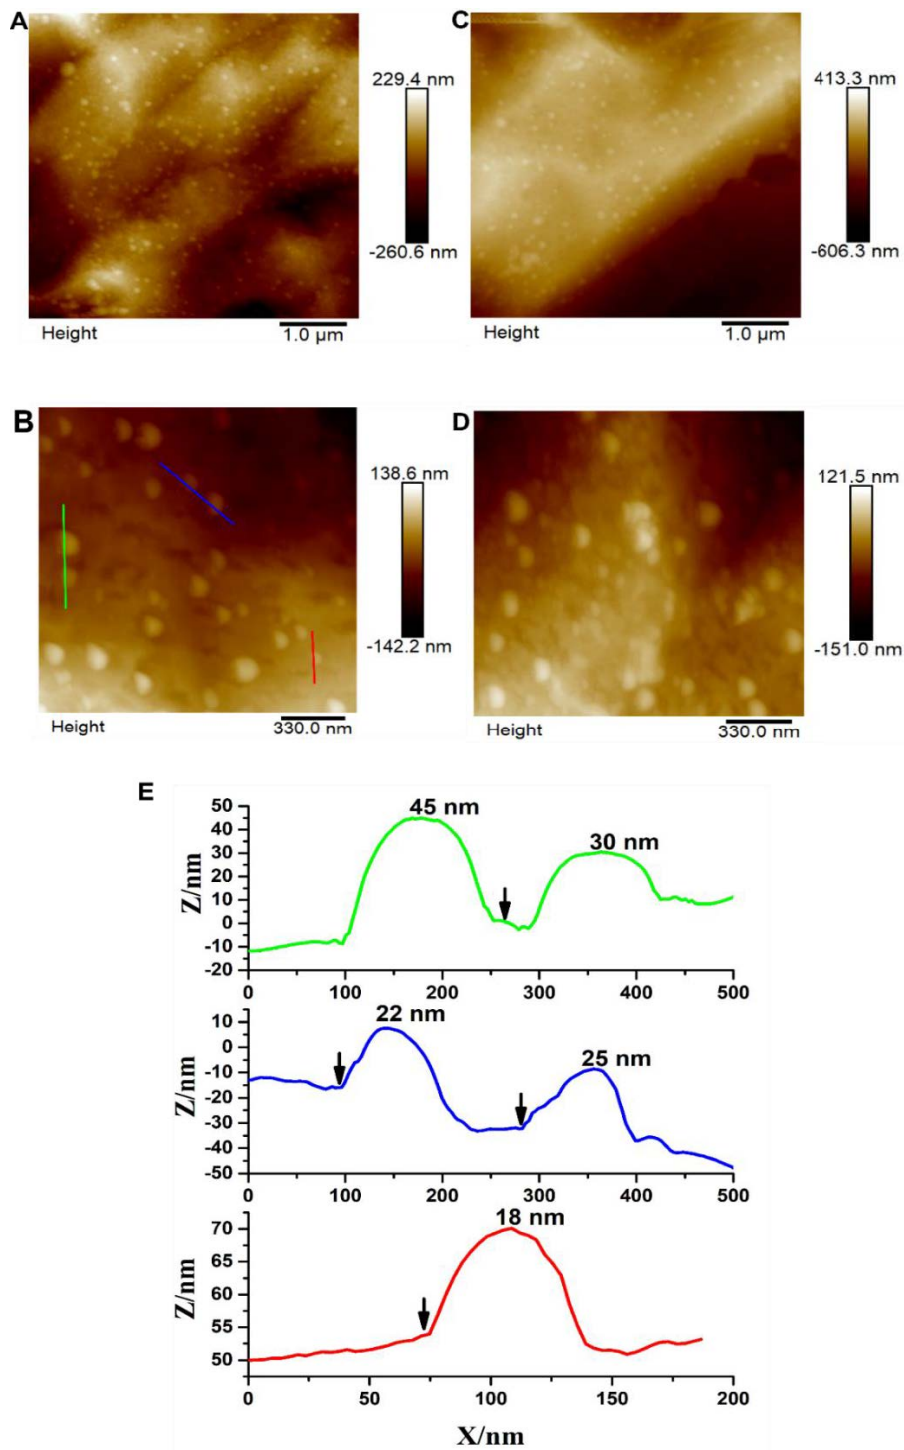 A
229.4 nm
-260.6 nm
Height
1.0 µm
C
413.3 nm
-606.3 nm
Height
1.0 µm
B
138.6 nm
-142.2 nm
Height
330.0 nm
D
121.5 nm
-151.0 nm
Height
330.0 nm
E
45 nm
30 nm
Z/nm
50
40
30
20
10
0
-10
-20
0
100
200
300
400
500
22 nm
25 nm
Z/nm
10
0
-10
-20
-30
-40
-50
0
100
200
300
400
500
18 nm
Z/nm
70
65
60
55
50
0
50
100
150
200
X/nm